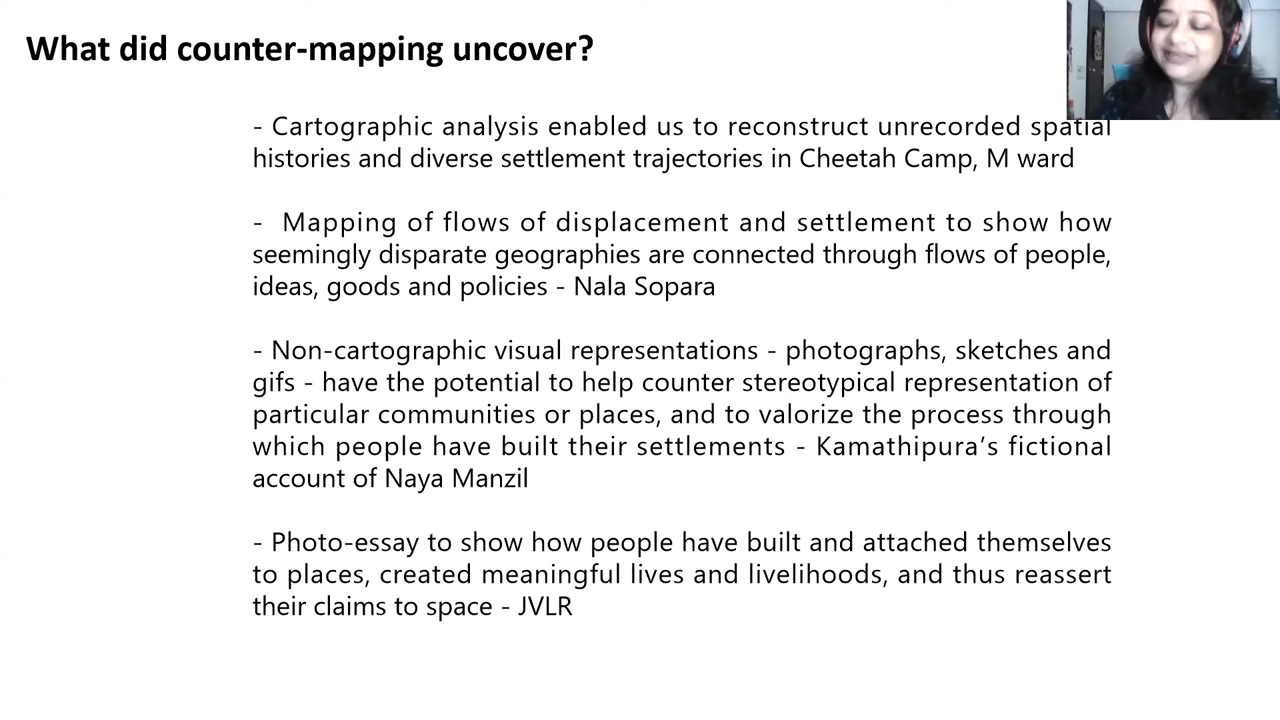 What did counter-mapping uncover?
- Cartographic analysis enabled us to reconstruct unrecorded spatial
histories and diverse settlement trajectories in Cheetah Camp, M ward
- Mapping of flows of displacement and settlement to show how
seemingly disparate geographies are connected through flows of people,
ideas, goods and policies - Nala Sopara
- Non-cartographic visual representations - photographs, sketches and
gifs - have the potential to help counter stereotypical representation of
particular communities or places, and to valorize the process through
which people have built their settlements - Kamathipura’s fictional
account of Naya Manzil
- Photo-essay to show how people have built and attached themselves
to places, created meaningful lives and livelihoods, and thus reassert
their claims to space - JVLR